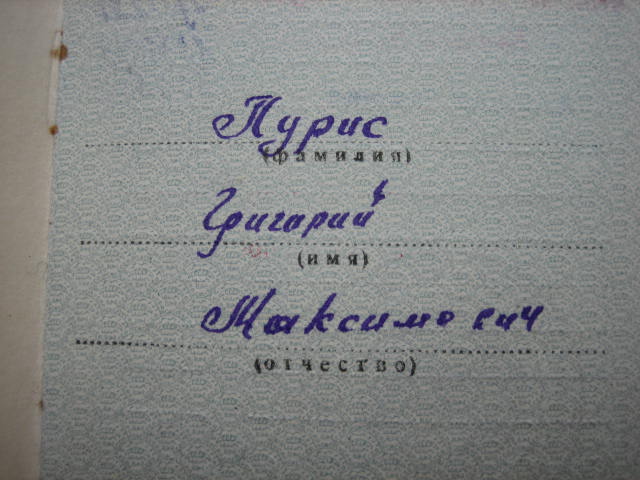 Пурис
(фамилия)
Григорий
(имя)
Максимович
(отчество)